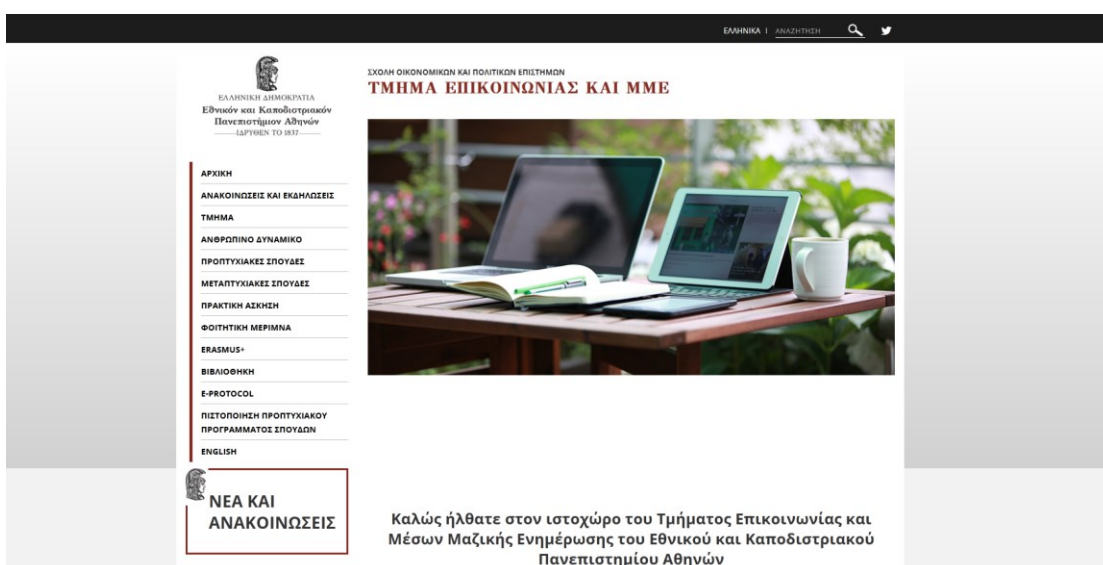 ΕΛΛΗΝΙΚΑ | ΑΝΑΖΗΤΗΣΗ
ΕΛΛΗΝΙΚΗ ΔΗΜΟΚΡΑΤΙΑ
Εθνικόν και Καποδιστριακόν
Πανεπιστήμιον Αθηνών
ΙΔΡΥΘΕΝ ΤΟ 1837
ΣΧΟΛΗ ΟΙΚΟΝΟΜΙΚΩΝ ΚΑΙ ΠΟΛΙΤΙΚΩΝ ΕΠΙΣΤΗΜΩΝ
ΤΜΗΜΑ ΕΠΙΚΟΙΝΩΝΙΑΣ ΚΑΙ ΜΜΕ
ΑΡΧΙΚΗ
ΑΝΑΚΟΙΝΩΣΕΙΣ ΚΑΙ ΕΚΔΗΛΩΣΕΙΣ
ΤΜΗΜΑ
ΑΝΘΡΩΠΙΝΟ ΔΥΝΑΜΙΚΟ
ΠΡΟΠΤΥΧΙΑΚΕΣ ΣΠΟΥΔΕΣ
ΜΕΤΑΠΤΥΧΙΑΚΕΣ ΣΠΟΥΔΕΣ
ΠΡΑΚΤΙΚΗ ΑΣΚΗΣΗ
ΦΟΙΤΗΤΙΚΗ ΜΕΡΙΜΝΑ
ERASMUS+
ΒΙΒΛΙΟΘΗΚΗ
E-PROTOCOL
ΠΙΣΤΟΠΟΙΗΣΗ ΠΡΟΠΤΥΧΙΑΚΟΥ
ΠΡΟΓΡΑΜΜΑΤΟΣ ΣΠΟΥΔΩΝ
ENGLISH
ΝΕΑ ΚΑΙ
ΑΝΑΚΟΙΝΩΣΕΙΣ
Καλώς ήλθατε στον ιστοχώρο του Τμήματος Επικοινωνίας και
Μέσων Μαζικής Ενημέρωσης του Εθνικού και Καποδιστριακού
Πανεπιστημίου Αθηνών